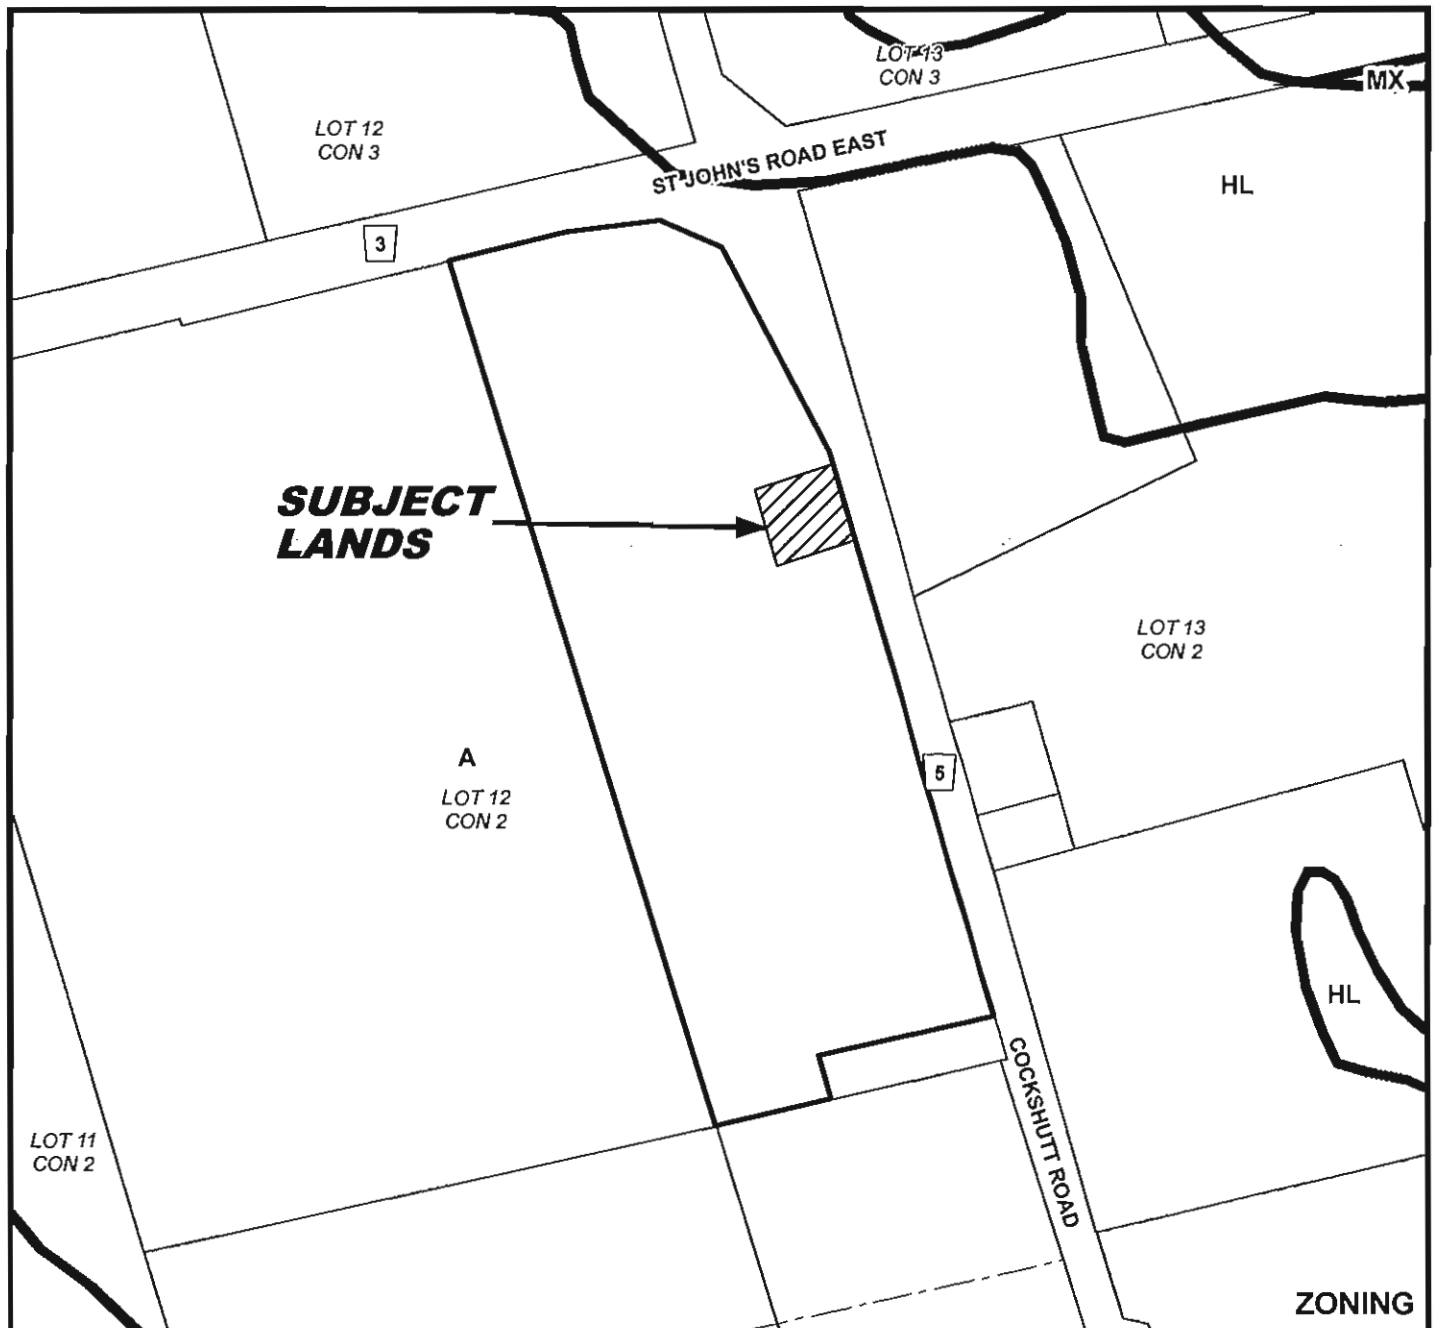 LOT 13
CON 3
MX
LOT 12
CON 3
ST JOHN'S ROAD EAST
HL
3
SUBJECT
LANDS
LOT 13
CON 2
A
5
LOT 12
CON 2
HL
COCKSHUTT ROAD
LOT 11
CON 2
ZONING